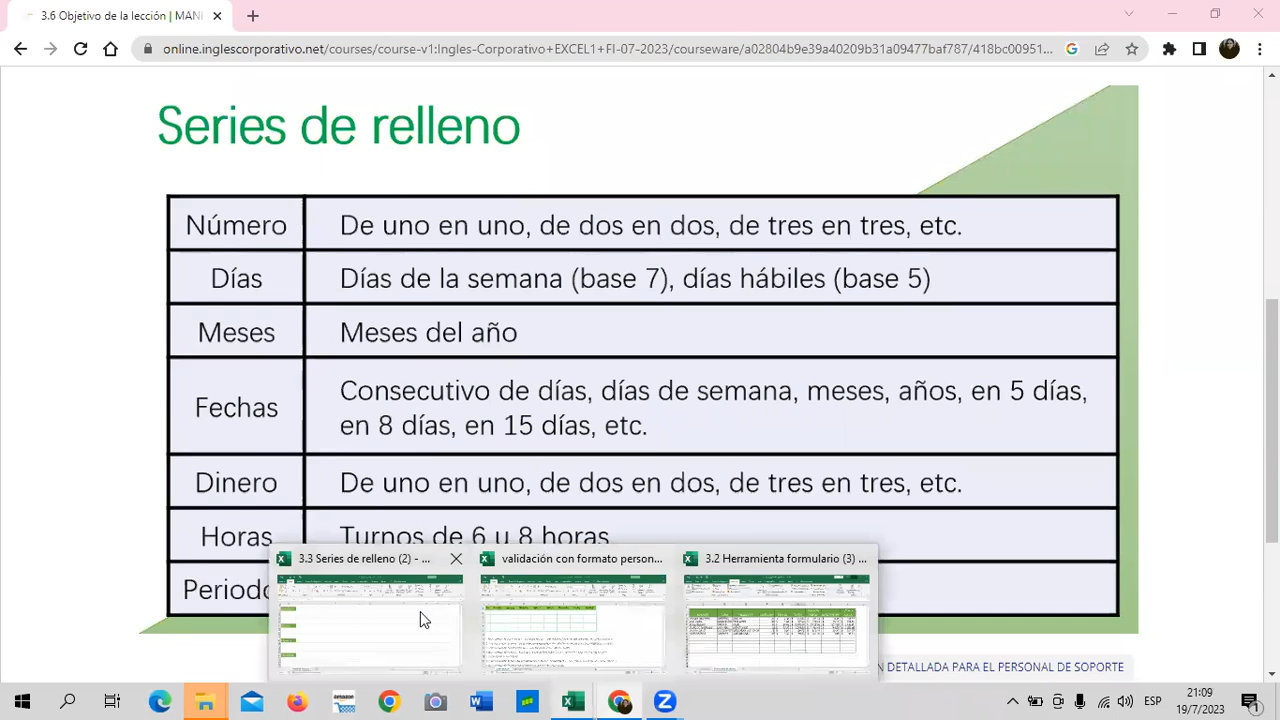 3.6 Objetivo de la lección | MAN
online.inglescorporativo.net/courses/course-v1:Ingles-Corporativo+EXCEL1+FI-07-2023/courseware/a02804b9e39a40209b31a09477baf787/418bc00951...
Series de relleno
Número De uno en uno, de dos en dos, de tres en tres, etc.
Días Días de la semana (base 7), días hábiles (base 5)
Meses Meses del año
Fechas Consecutivo de días, días de semana, meses, años, en 5 días,
en 8 días, en 15 días, etc.
Dinero De uno en uno, de dos en dos, de tres en tres, etc.
Horas Turnos de 6 u 8 horas
Periodo
3.3 Series de relleno (2) - ... validación con formato person... 3.2 Herramienta formulario (3) ...
N DETALLADA PARA EL PERSONAL DE SOPORTE
amazon
ESP
21:09
19/7/2023